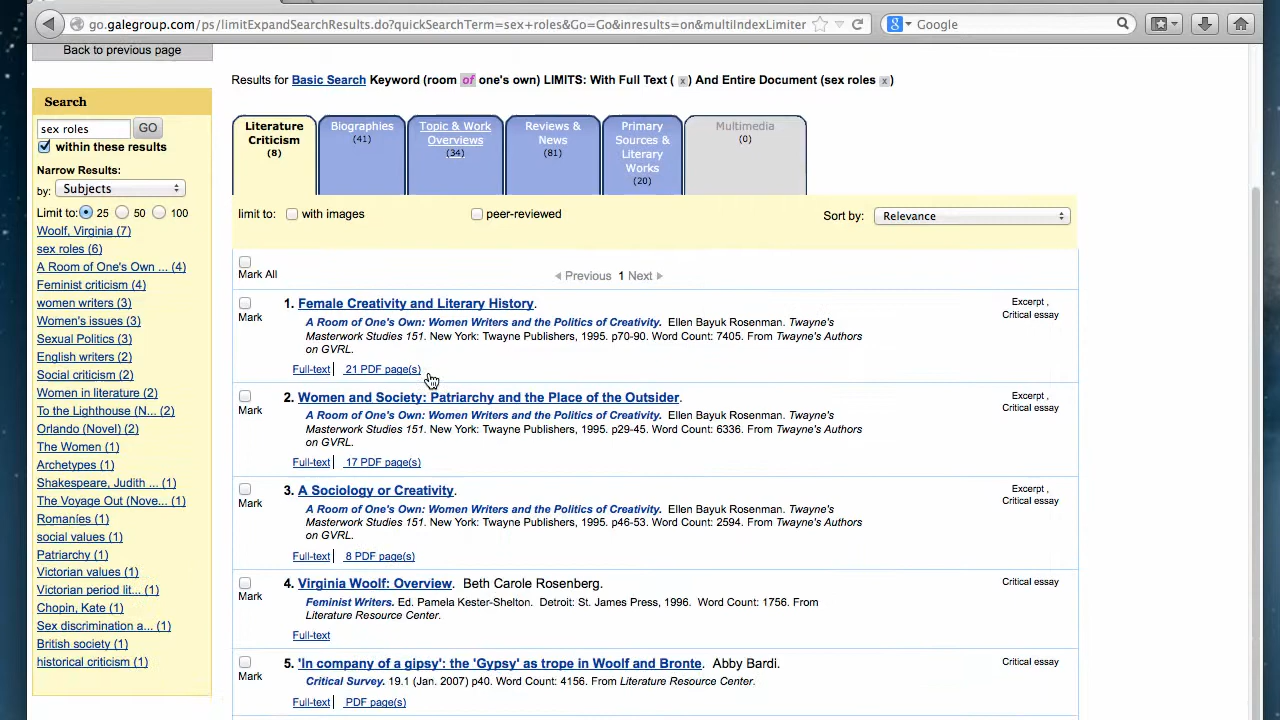 go.galegroup.com/ps/limitExpandSearchResults.do?quickSearchTerm=sex+roles&Go=Go&inresults=on&multiIndexLimiter
Google
Back to previous page
Results for Basic Search Keyword (room of one's own) LIMITS: With Full Text ( x ) And Entire Document (sex roles x )
Search
sex roles GO
within these results
Narrow Results:
by: Subjects
Limit to: 25 50 100
Woolf, Virginia (7)
sex roles (6)
A Room of One's Own ... (4)
Feminist criticism (4)
women writers (3)
Women's issues (3)
Sexual Politics (3)
English writers (2)
Social criticism (2)
Women in literature (2)
To the Lighthouse (N... (2)
Orlando (Novel) (2)
The Women (1)
Archetypes (1)
Shakespeare, Judith ... (1)
The Voyage Out (Nove... (1)
Romanies (1)
social values (1)
Patriarchy (1)
Victorian values (1)
Victorian period lit... (1)
Chopin, Kate (1)
Sex discrimination a... (1)
British society (1)
historical criticism (1)
Literature Criticism (8)
Biographies (41)
Topic & Work Overviews (34)
Reviews & News (81)
Primary Sources & Literary Works (20)
Multimedia (0)
limit to: with images peer-reviewed Sort by: Relevance
Mark All
Previous 1 Next
Mark
1. Female Creativity and Literary History.
Excerpt ,
Critical essay
A Room of One's Own: Women Writers and the Politics of Creativity. Ellen Bayuk Rosenman. Twayne's
Masterwork Studies 151. New York: Twayne Publishers, 1995. p70-90. Word Count: 7405. From Twayne's Authors
on GVRL.
Full-text 21 PDF page(s)
Mark
2. Women and Society: Patriarchy and the Place of the Outsider.
Excerpt ,
Critical essay
A Room of One's Own: Women Writers and the Politics of Creativity. Ellen Bayuk Rosenman. Twayne's
Masterwork Studies 151. New York: Twayne Publishers, 1995. p29-45. Word Count: 6336. From Twayne's Authors
on GVRL.
Full-text 17 PDF page(s)
Mark
3. A Sociology or Creativity.
Excerpt ,
Critical essay
A Room of One's Own: Women Writers and the Politics of Creativity. Ellen Bayuk Rosenman. Twayne's
Masterwork Studies 151. New York: Twayne Publishers, 1995. p46-53. Word Count: 2594. From Twayne's Authors
on GVRL.
Full-text 8 PDF page(s)
Mark
4. Virginia Woolf: Overview. Beth Carole Rosenberg.
Critical essay
Feminist Writers. Ed. Pamela Kester-Shelton. Detroit: St. James Press, 1996. Word Count: 1756. From
Literature Resource Center.
Full-text
Mark
5. 'In company of a gipsy': the 'Gypsy' as trope in Woolf and Bronte. Abby Bardi.
Critical essay
Critical Survey. 19.1 (Jan. 2007) p40. Word Count: 4156. From Literature Resource Center.
Full-text PDF page(s)